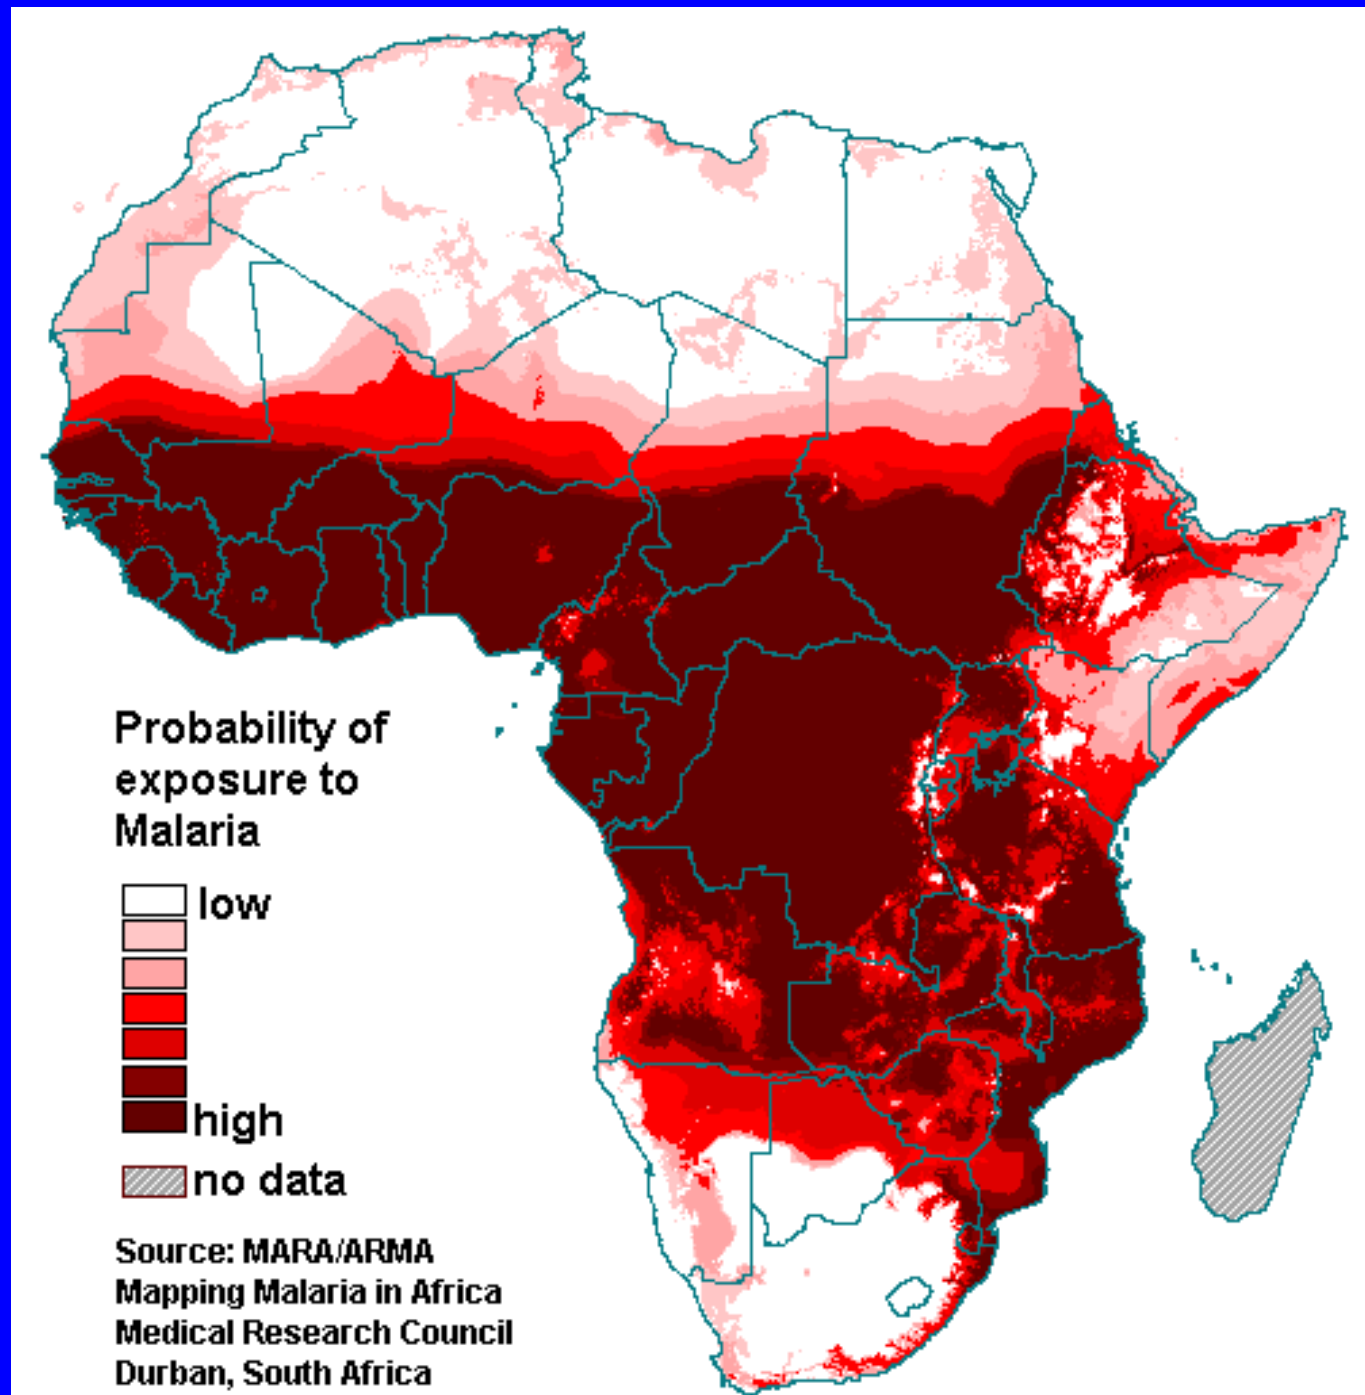 Probability of
exposure to
Malaria
low
high
no data
Source: MARA/ARMA
Mapping Malaria in Africa
Medical Research Council
Durban, South Africa